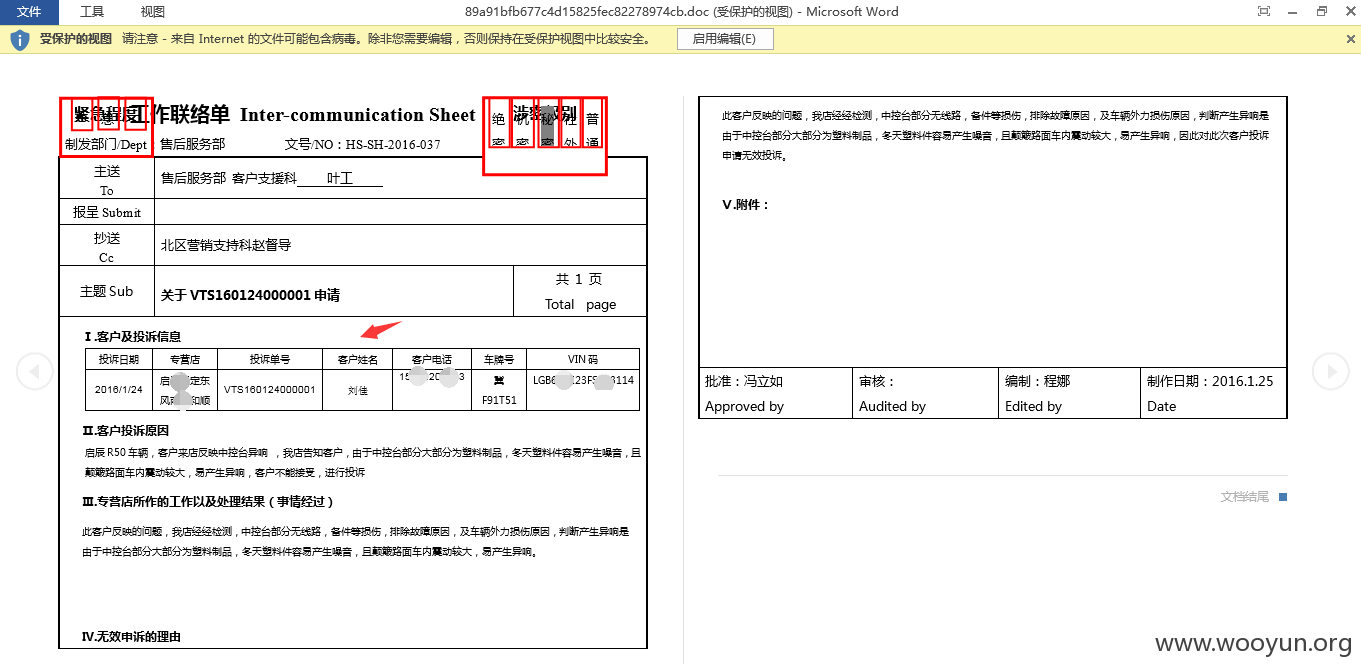 文件 工具 视图 89a91bfb677c4d15825fec82278974cb.doc (受保护的视图) - Microsoft Word
受保护的视图 请注意 - 来自 Internet 的文件可能包含病毒。除非您需要编辑，否则保持在受保护视图中比较安全。 启用编辑(E)
紧急程度 工作联络单 Inter-communication Sheet 涉密级别
绝密 机密 秘密 社外 普通
制发部门/Dept 售后服务部 文号/NO：HS-SH-2016-037
主送 售后服务部 客户支援科 叶工
To
报呈 Submit
抄送 北区营销支持科赵督导
Cc
主题 Sub 关于 VTS160124000001 申请
共 1 页
Total page
Ⅰ.客户及投诉信息
投诉日期 专营店 投诉单号 客户姓名 客户电话 车牌号 VIN 码
2016/1/24 VTS160124000001 刘佳 冀
F91T51
Ⅱ.客户投诉原因
启辰 R50 车辆，客户来店反映中控台异响 ，我店告知客户，由于中控台部分大部分为塑料制品，冬天塑料件容易产生噪音，且
颠簸路面车内震动较大，易产生异响，客户不能接受，进行投诉
Ⅲ.专营店所作的工作以及处理结果（事情经过）
此客户反映的问题，我店经经检测，中控台部分无线路，备件等损伤，排除故障原因，及车辆外力损伤原因，判断产生异响是
由于中控台部分大部分为塑料制品，冬天塑料件容易产生噪音，且颠簸路面车内震动较大，易产生异响。
Ⅳ.无效申诉的理由
此客户反映的问题，我店经经检测，中控台部分无线路，备件等损伤，排除故障原因，及车辆外力损伤原因，判断产生异响是
由于中控台部分大部分为塑料制品，冬天塑料件容易产生噪音，且颠簸路面车内震动较大，易产生异响，因此对此次客户投诉
申请无效投诉。
Ⅴ.附件：
批准：冯立如 审核： 编制：程娜 制作日期：2016.1.25
Approved by Audited by Edited by Date
文档结尾
www.wooyun.org